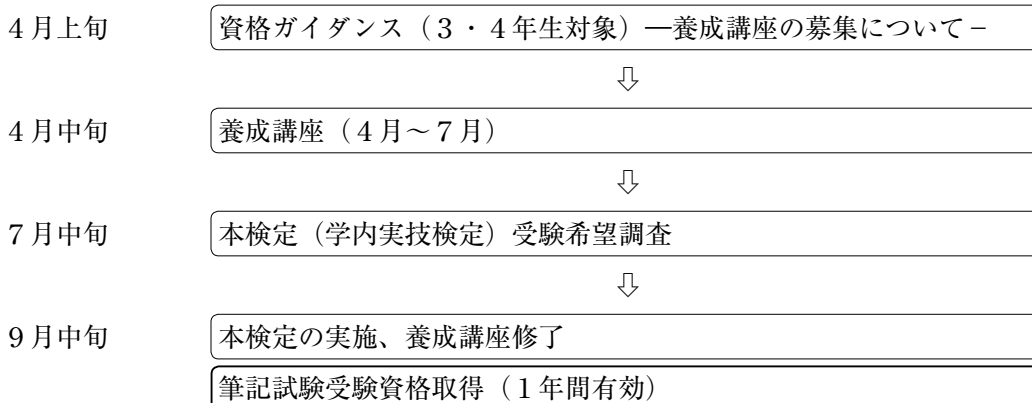 4月上旬 資格ガイダンス（3・4年生対象）―養成講座の募集について−
⇩
4月中旬 養成講座（4月～7月）
⇩
7月中旬 本検定（学内実技検定）受験希望調査
⇩
9月中旬 本検定の実施、養成講座修了
筆記試験受験資格取得（1年間有効）